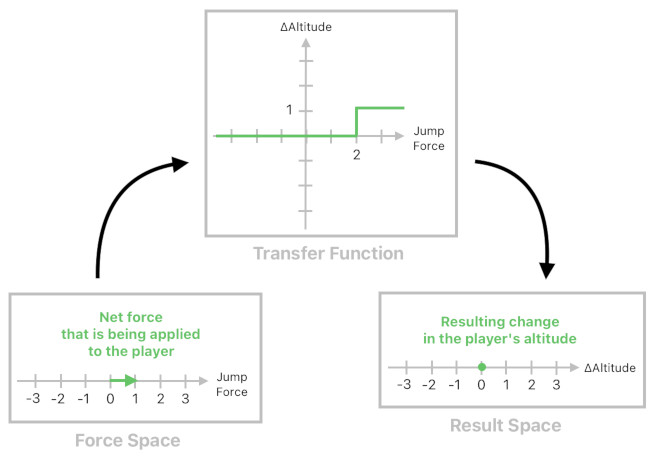 ΔAltitude
1
Jump
Force
2
Transfer Function
Net force
that is being applied
to the player
Jump
Force
-3 -2 -1 0 1 2 3
Force Space
Resulting change
in the player's altitude
ΔAltitude
-3 -2 -1 0 1 2 3
Result Space